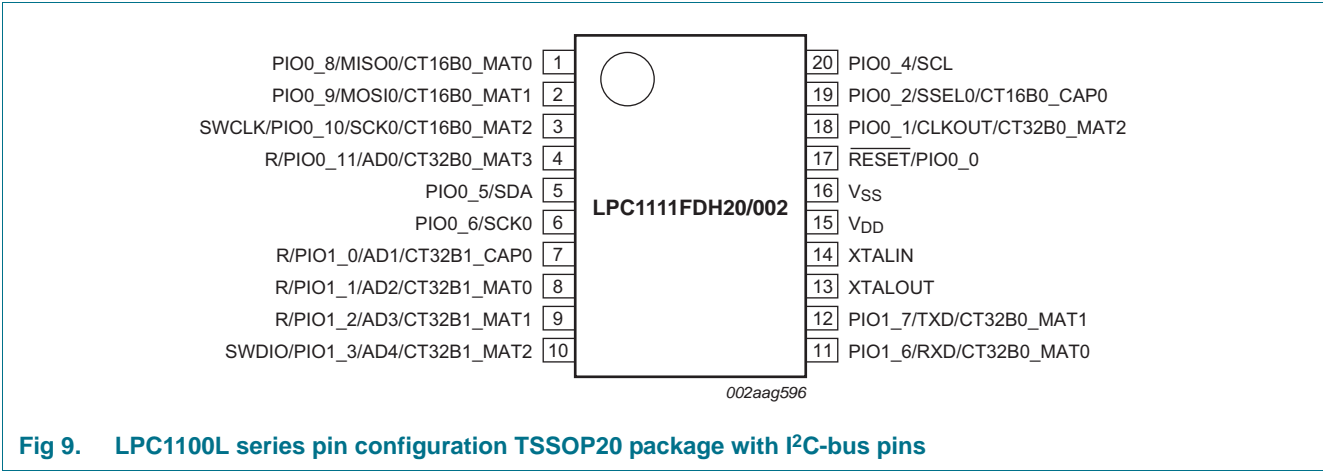 PIO0_8/MISO0/CT16B0_MAT0 1
PIO0_9/MOSI0/CT16B0_MAT1 2
SWCLK/PIO0_10/SCK0/CT16B0_MAT2 3
R/PIO0_11/AD0/CT32B0_MAT3 4
PIO0_5/SDA 5
PIO0_6/SCK0 6
R/PIO1_0/AD1/CT32B1_CAP0 7
R/PIO1_1/AD2/CT32B1_MAT0 8
R/PIO1_2/AD3/CT32B1_MAT1 9
SWDIO/PIO1_3/AD4/CT32B1_MAT2 10
LPC1111FDH20/002
20 PIO0_4/SCL
19 PIO0_2/SSEL0/CT16B0_CAP0
18 PIO0_1/CLKOUT/CT32B0_MAT2
17 RESET/PIO0_0
16 VSS
15 VDD
14 XTALIN
13 XTALOUT
12 PIO1_7/TXD/CT32B0_MAT1
11 PIO1_6/RXD/CT32B0_MAT0
002aag596
Fig 9. LPC1100L series pin configuration TSSOP20 package with I2C-bus pins